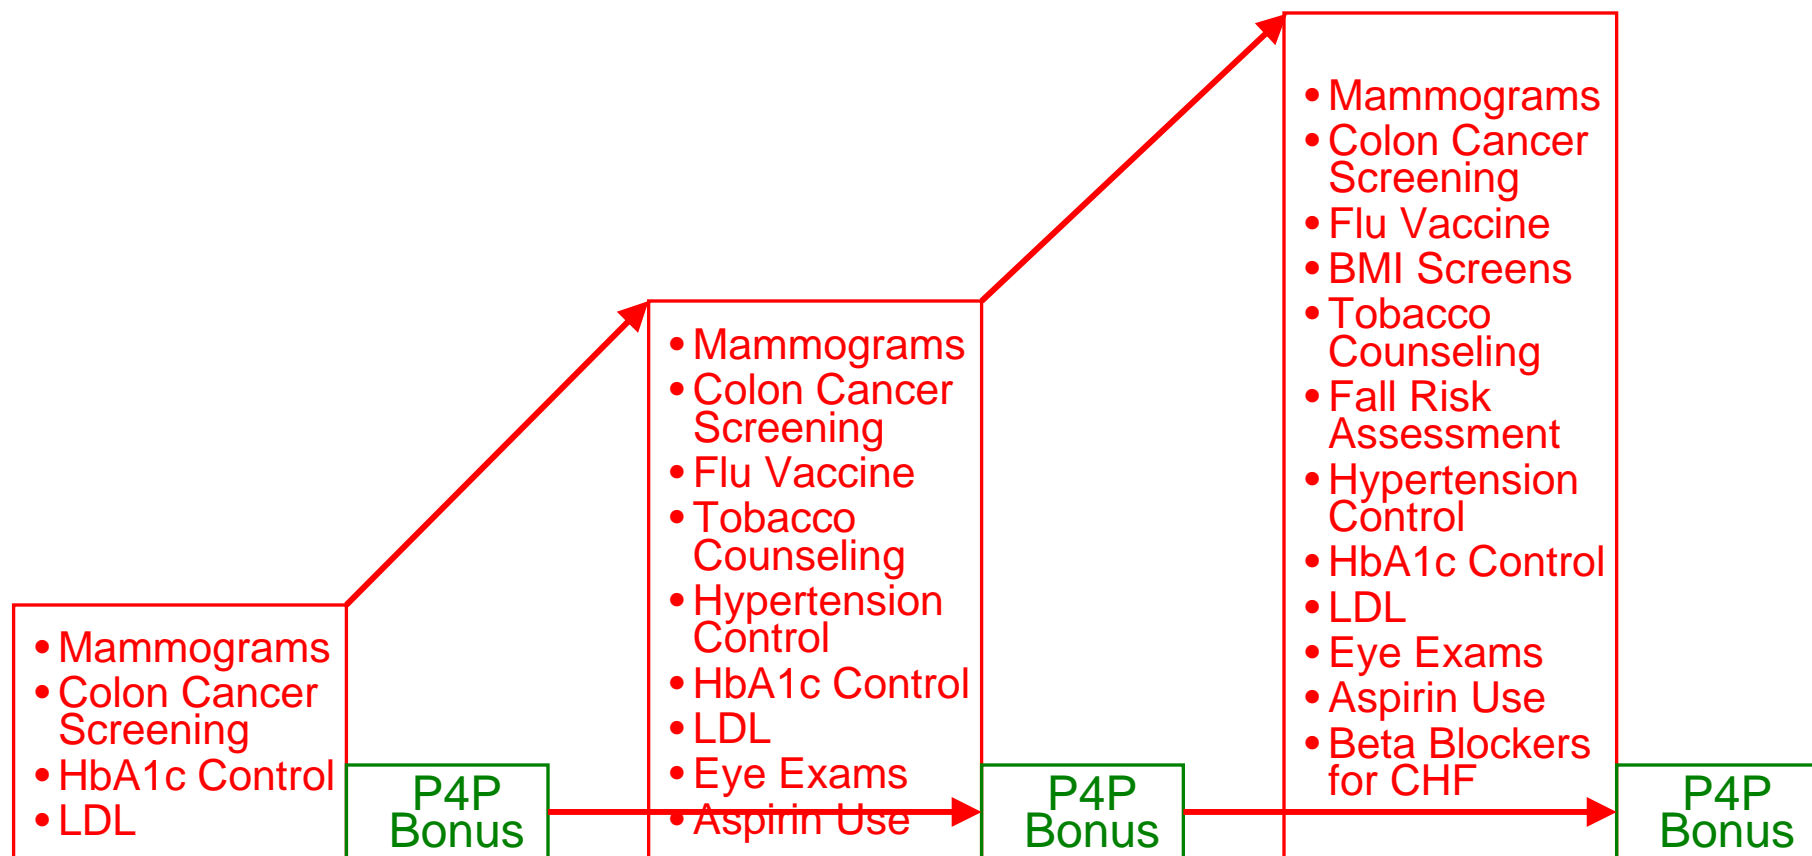 • Mammograms
• Colon Cancer
Screening
• HbA1c Control
• LDL
P4P
Bonus
• Mammograms
• Colon Cancer
Screening
• Flu Vaccine
• Tobacco
Counseling
• Hypertension
Control
• HbA1c Control
• LDL
• Eye Exams
• Aspirin Use
P4P
Bonus
• Mammograms
• Colon Cancer
Screening
• Flu Vaccine
• BMI Screens
• Tobacco
Counseling
• Fall Risk
Assessment
• Hypertension
Control
• HbA1c Control
• LDL
• Eye Exams
• Aspirin Use
• Beta Blockers
for CHF
P4P
Bonus